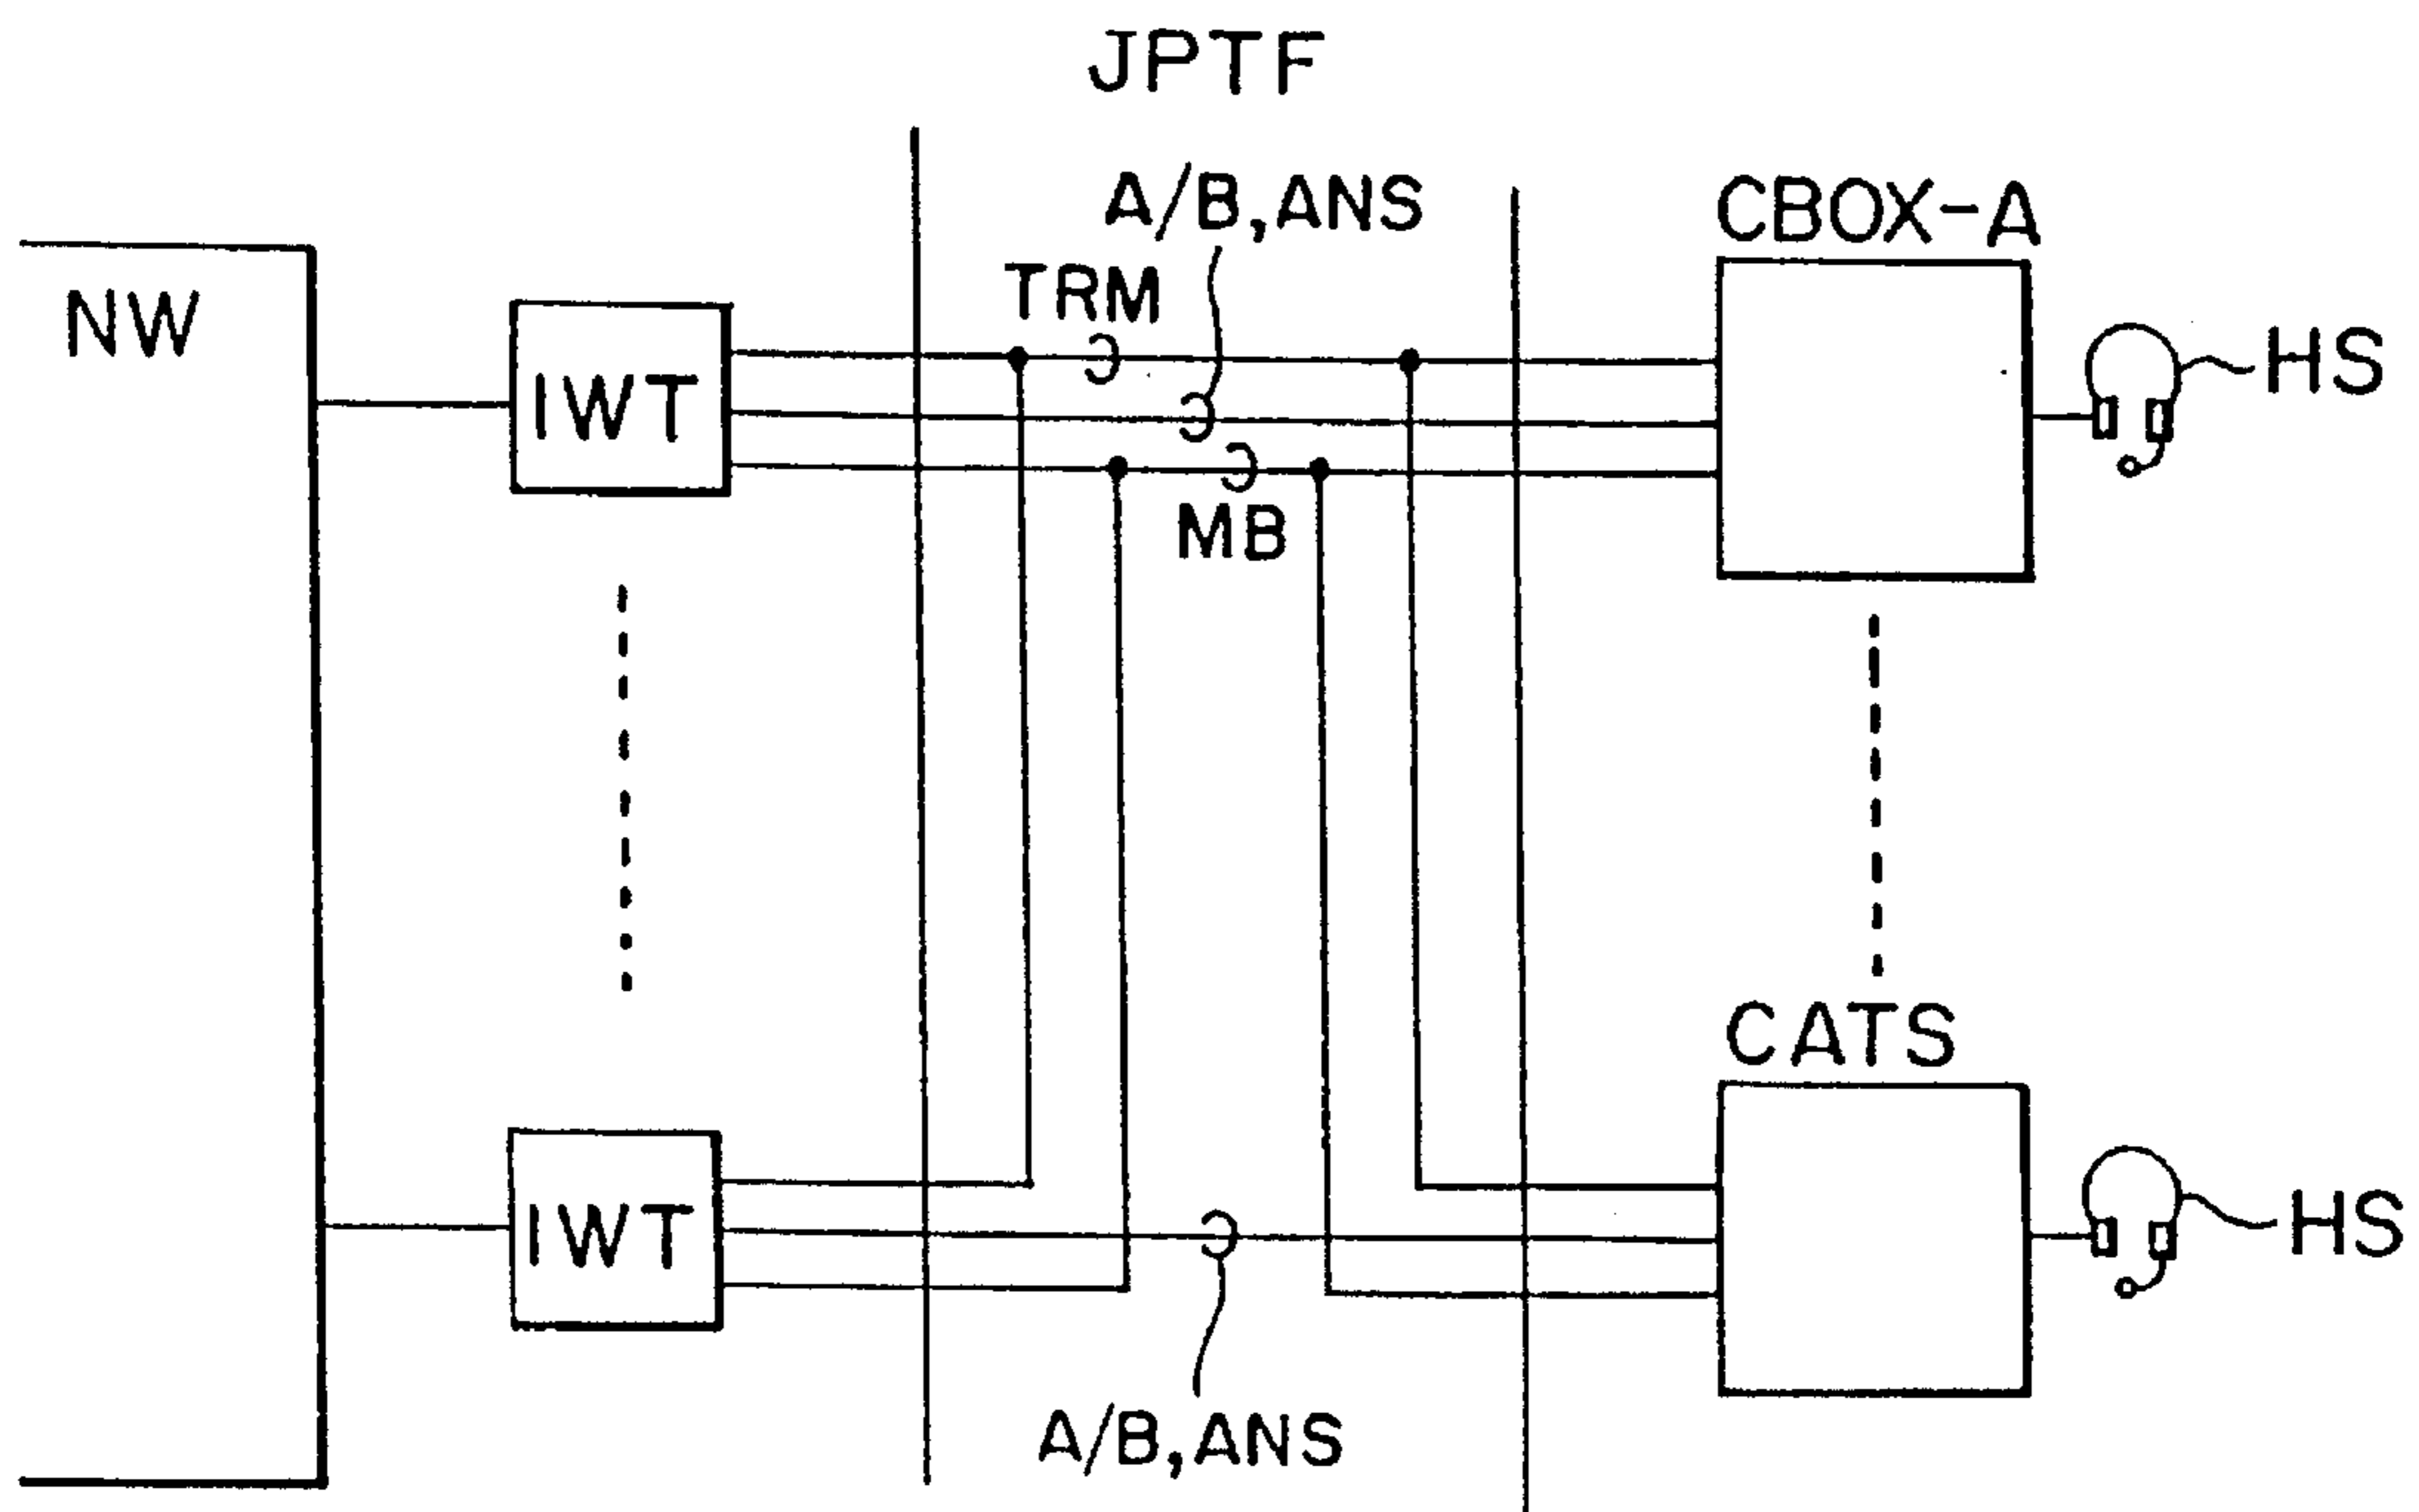 JPTF
A/B,ANS
CBOX-A
TRM
NW
HS
IWT
MB
CATS
IWT
HS
A/B,ANS